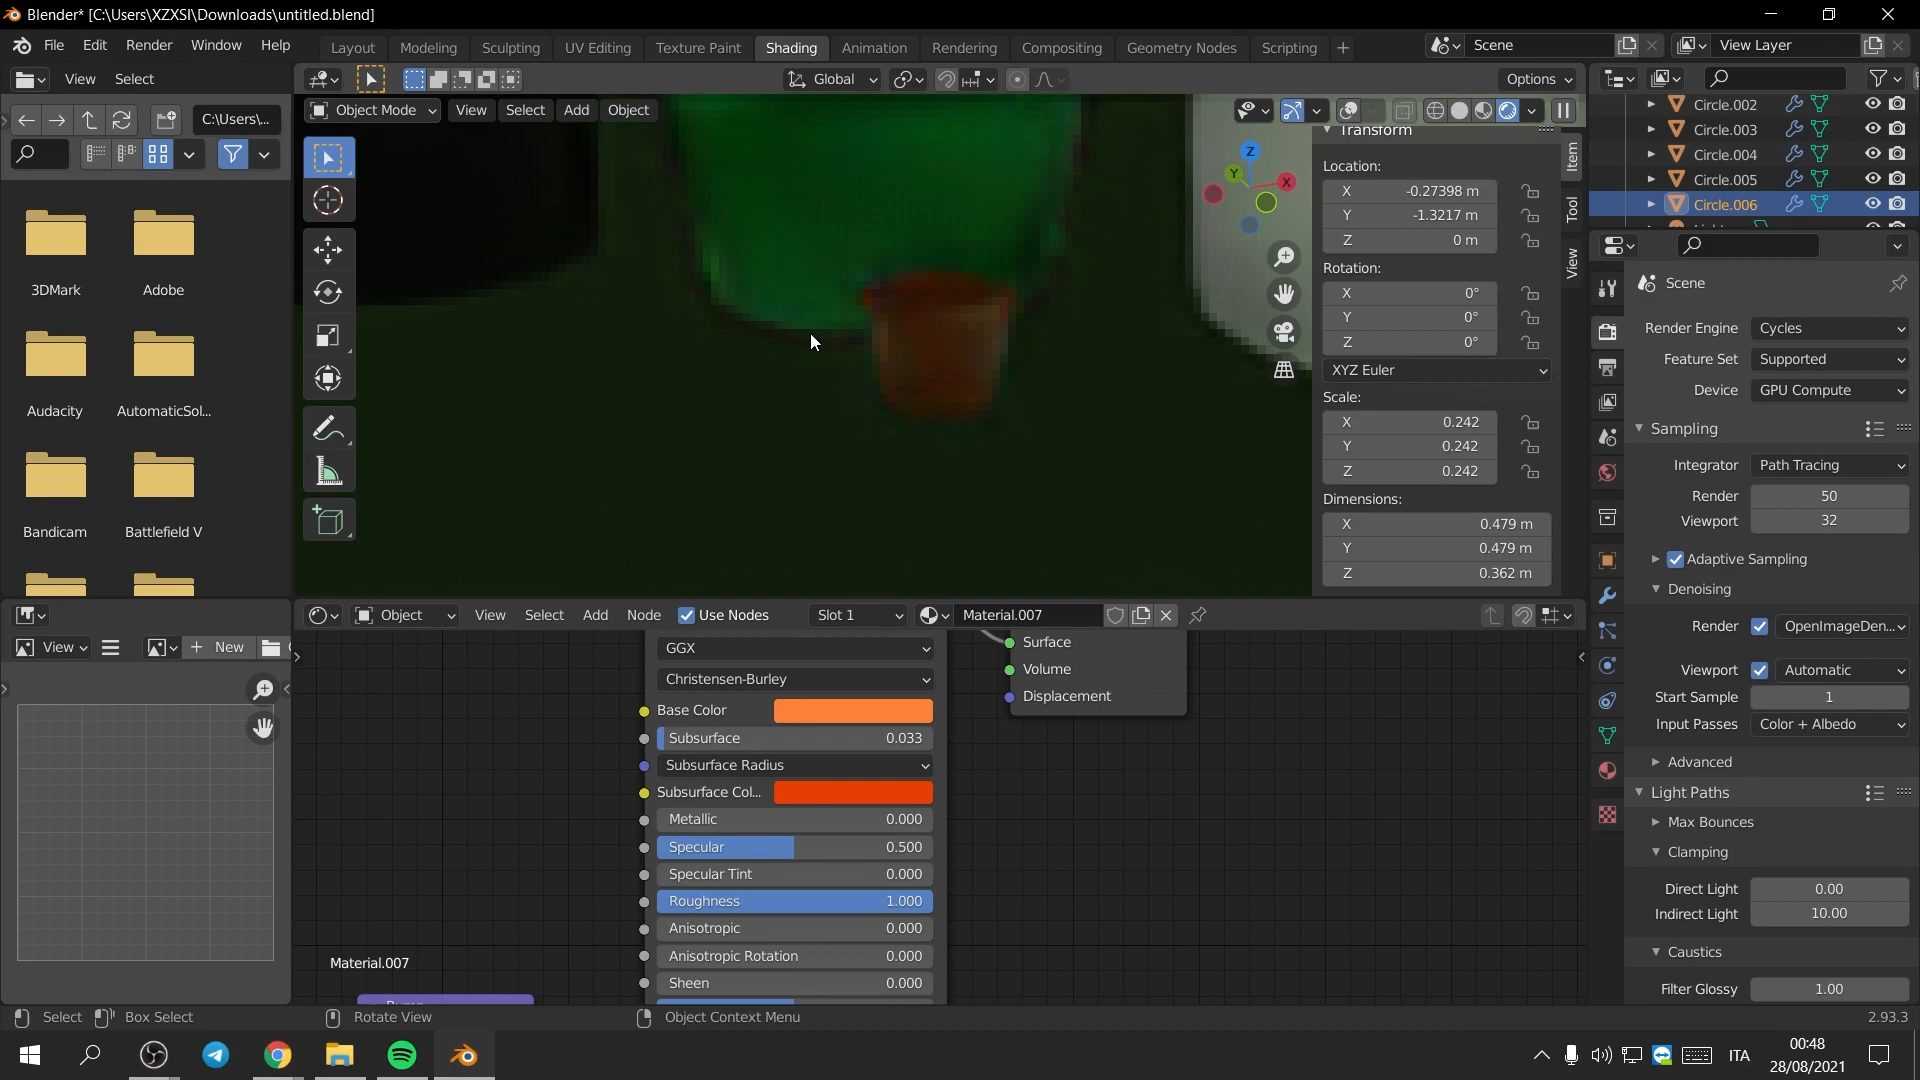 Blender* [C:\Users\XZXSI\Downloads\untitled.blend]
File Edit Render Window Help
Layout Modeling Sculpting UV Editing Texture Paint Shading Animation Rendering Compositing Geometry Nodes Scripting
Scene
View Layer
View Select
Global
Options
C:\Users\...
Object Mode View Select Add Object
3DMark
Adobe
Audacity
AutomaticSol...
Bandicam
Battlefield V
Z
Y
X
Transform
Location:
X -0.27398 m
Y -1.3217 m
Z 0 m
Rotation:
X 0°
Y 0°
Z 0°
XYZ Euler
Scale:
X 0.242
Y 0.242
Z 0.242
Dimensions:
X 0.479 m
Y 0.479 m
Z 0.362 m
Item
Tool
View
Circle.002
Circle.003
Circle.004
Circle.005
Circle.006
Scene
Render Engine Cycles
Feature Set Supported
Device GPU Compute
Sampling
Integrator Path Tracing
Render 50
Viewport 32
Adaptive Sampling
Denoising
Render OpenImageDen...
Viewport Automatic
Start Sample 1
Input Passes Color + Albedo
Advanced
Light Paths
Max Bounces
Clamping
Direct Light 0.00
Indirect Light 10.00
Caustics
Filter Glossy 1.00
View New
Object View Select Add Node Use Nodes Slot 1 Material.007
GGX
Christensen-Burley
Base Color
Subsurface 0.033
Subsurface Radius
Subsurface Col...
Metallic 0.000
Specular 0.500
Specular Tint 0.000
Roughness 1.000
Anisotropic 0.000
Anisotropic Rotation 0.000
Sheen 0.000
Surface
Volume
Displacement
Material.007
Select Box Select Rotate View Object Context Menu 2.93.3
ITA
00:48
28/08/2021